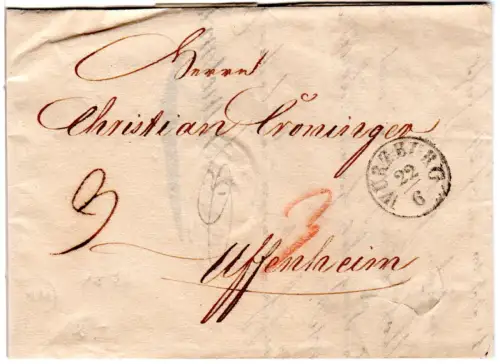 Herrn
Christian Croninger
WÜRZBURG
22
6
3
Uffenheim